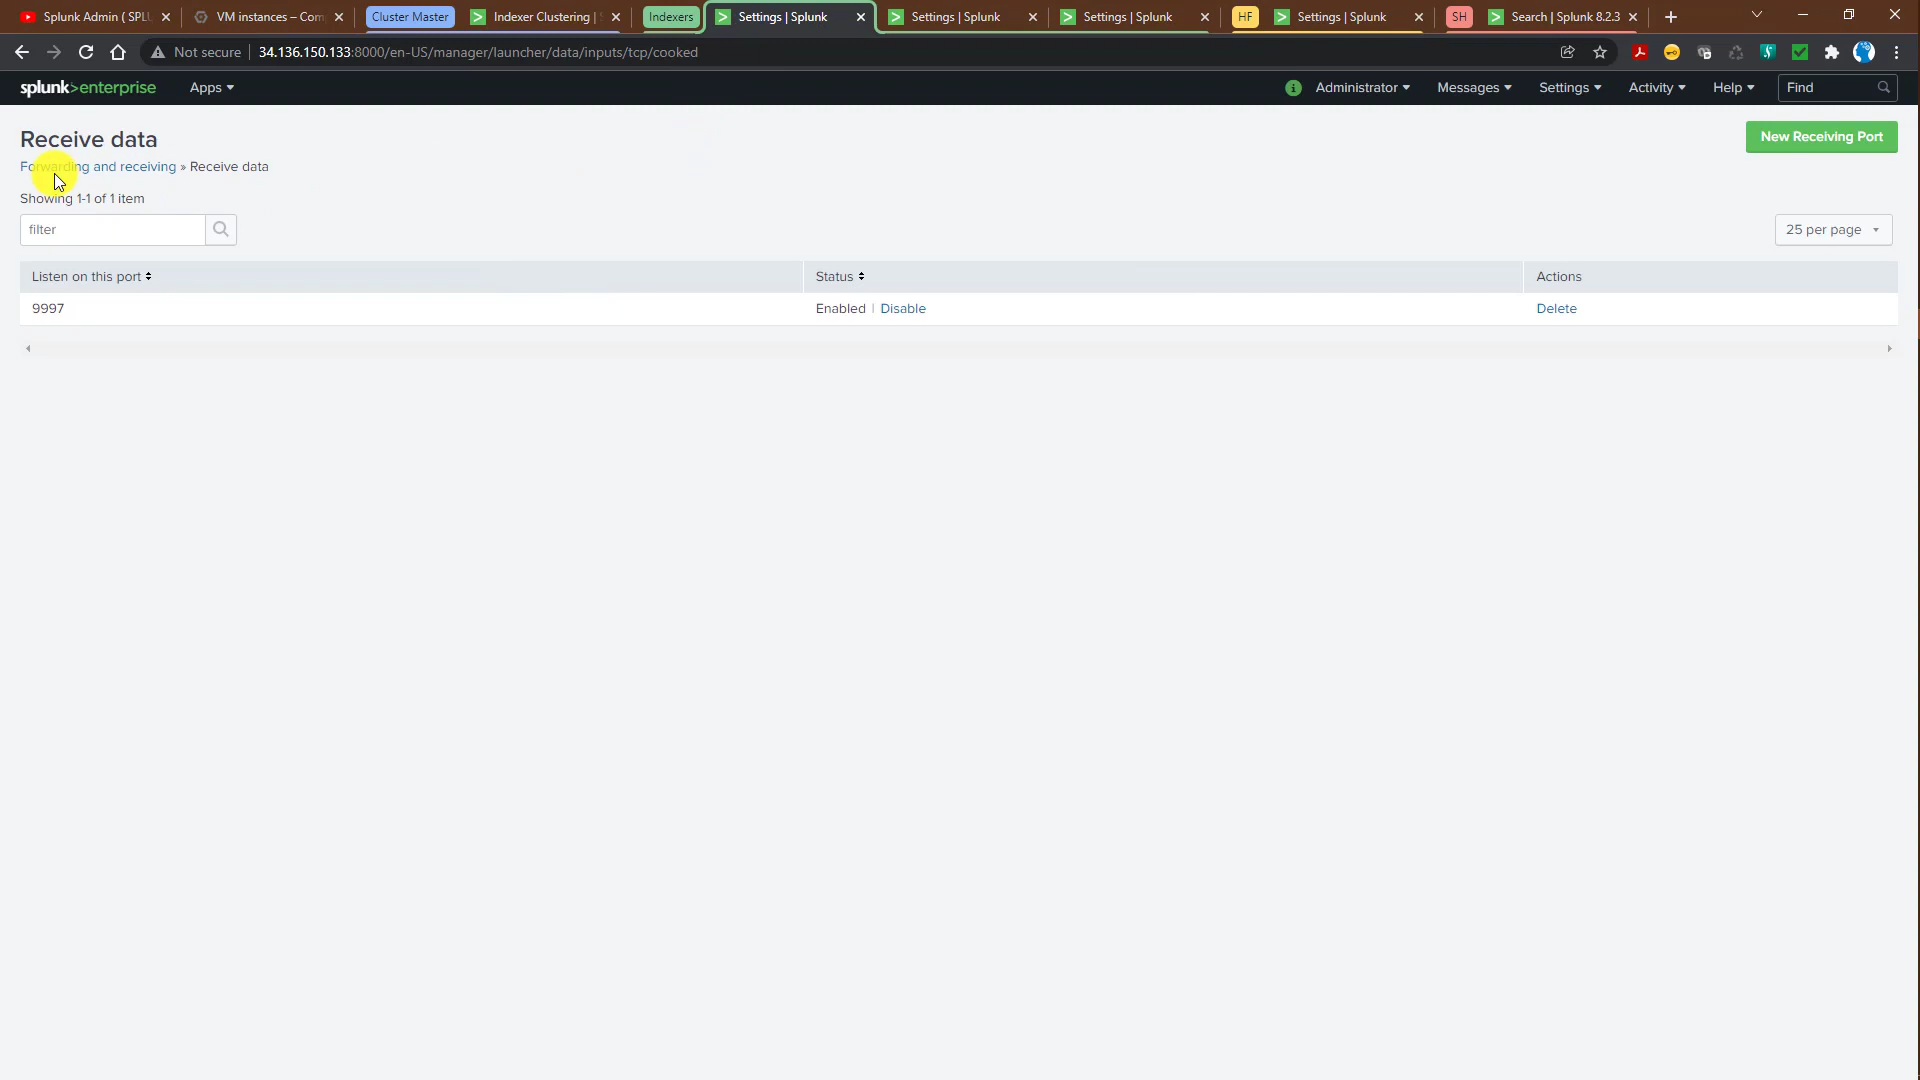 Splunk Admin ( SPLU
VM instances – Com
Cluster Master
Indexer Clustering |
Indexers
Settings | Splunk
Settings | Splunk
Settings | Splunk
HF
Settings | Splunk
SH
Search | Splunk 8.2.3
Not secure
34.136.150.133:8000/en-US/manager/launcher/data/inputs/tcp/cooked
splunk>enterprise
Apps
Administrator
Messages
Settings
Activity
Help
Find
Receive data
New Receiving Port
Forwarding and receiving » Receive data
Showing 1-1 of 1 item
filter
25 per page
Listen on this port
Status
Actions
9997
Enabled | Disable
Delete